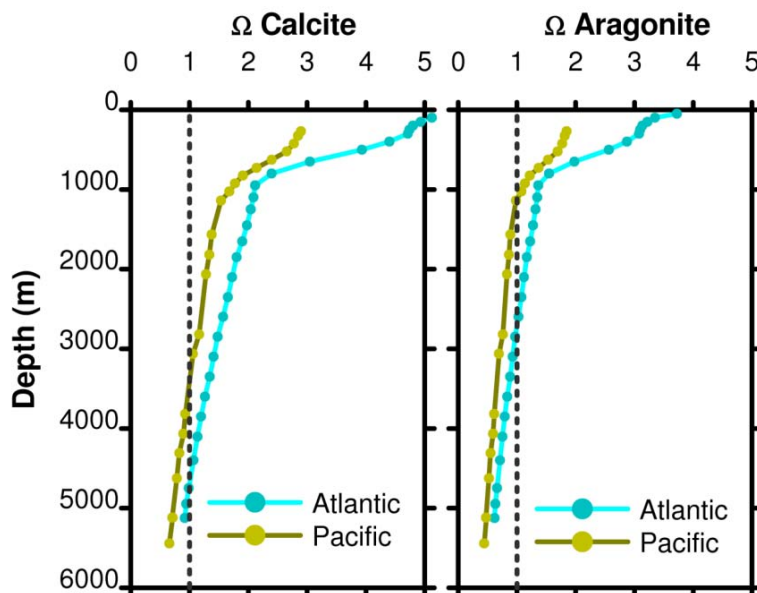 Ω Calcite
Ω Aragonite
0 1 2 3 4 5
0 1 2 3 4 5
Depth (m)
0
1000
2000
3000
4000
5000
6000
Atlantic
Pacific
Atlantic
Pacific